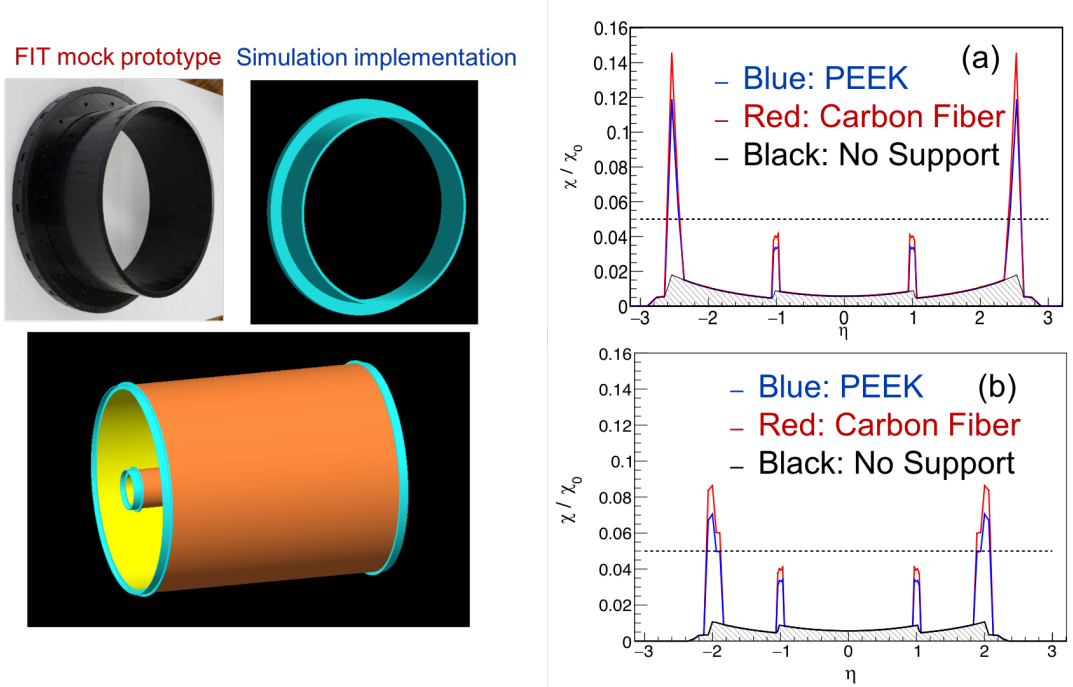 FIT mock prototype
Simulation implementation
(a)
Blue: PEEK
Red: Carbon Fiber
Black: No Support
χ / χ₀
0.16
0.14
0.12
0.1
0.08
0.06
0.04
0.02
0
−3 −2 −1 0 1 2 3
η
(b)
Blue: PEEK
Red: Carbon Fiber
Black: No Support
χ / χ₀
0.16
0.14
0.12
0.1
0.08
0.06
0.04
0.02
0
−3 −2 −1 0 1 2 3
η